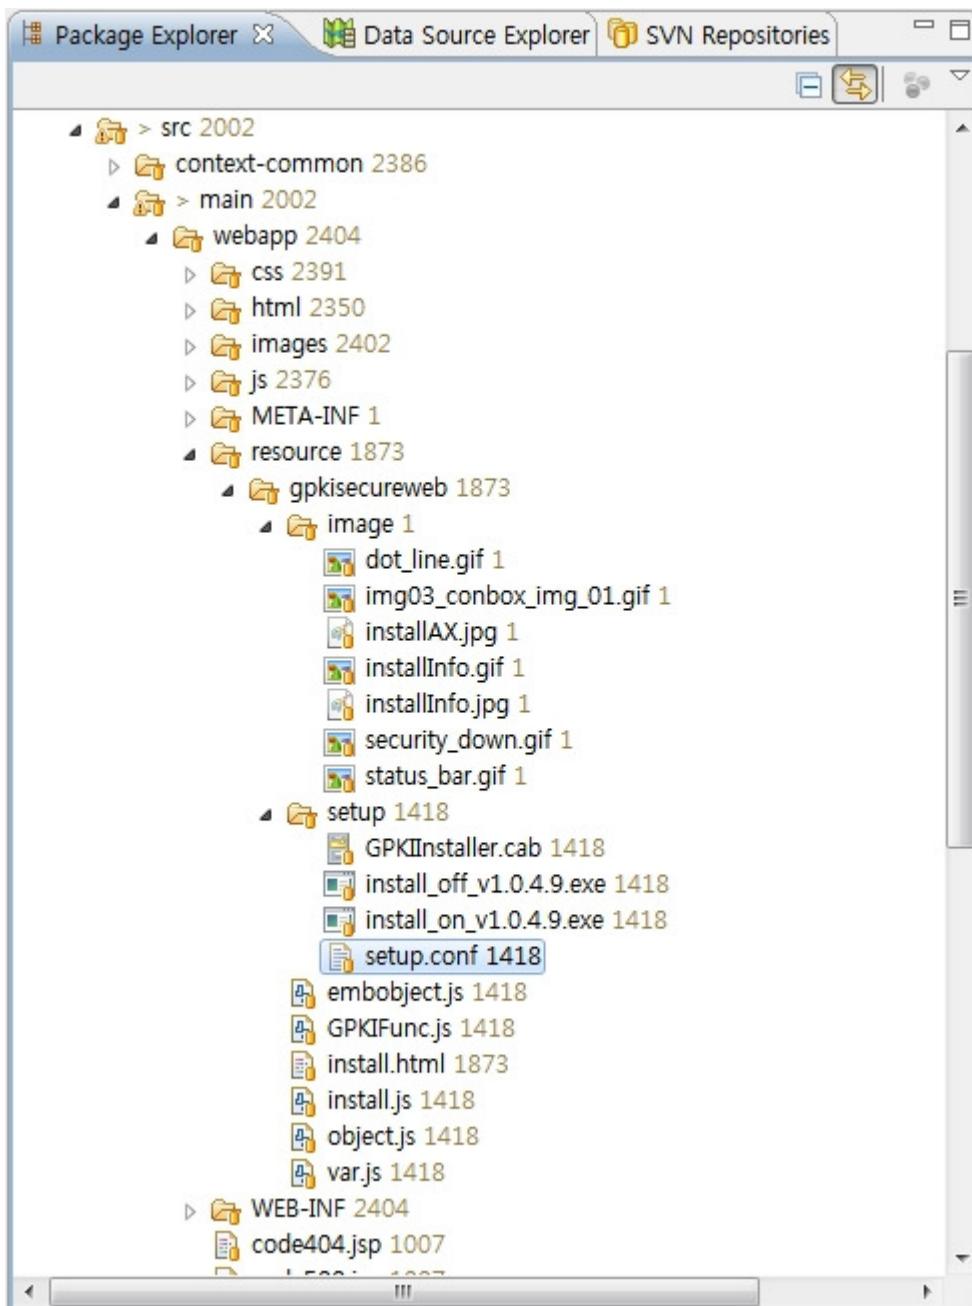 Package Explorer Data Source Explorer SVN Repositories
> src 2002
context-common 2386
> main 2002
webapp 2404
css 2391
html 2350
images 2402
js 2376
META-INF 1
resource 1873
gpkisecureweb 1873
image 1
dot_line.gif 1
img03_conbox_img_01.gif 1
installAX.jpg 1
installInfo.gif 1
installInfo.jpg 1
security_down.gif 1
status_bar.gif 1
setup 1418
GPKIInstaller.cab 1418
install_off_v1.0.4.9.exe 1418
install_on_v1.0.4.9.exe 1418
setup.conf 1418
embobject.js 1418
GPKIFunc.js 1418
install.html 1873
install.js 1418
object.js 1418
var.js 1418
WEB-INF 2404
code404.jsp 1007